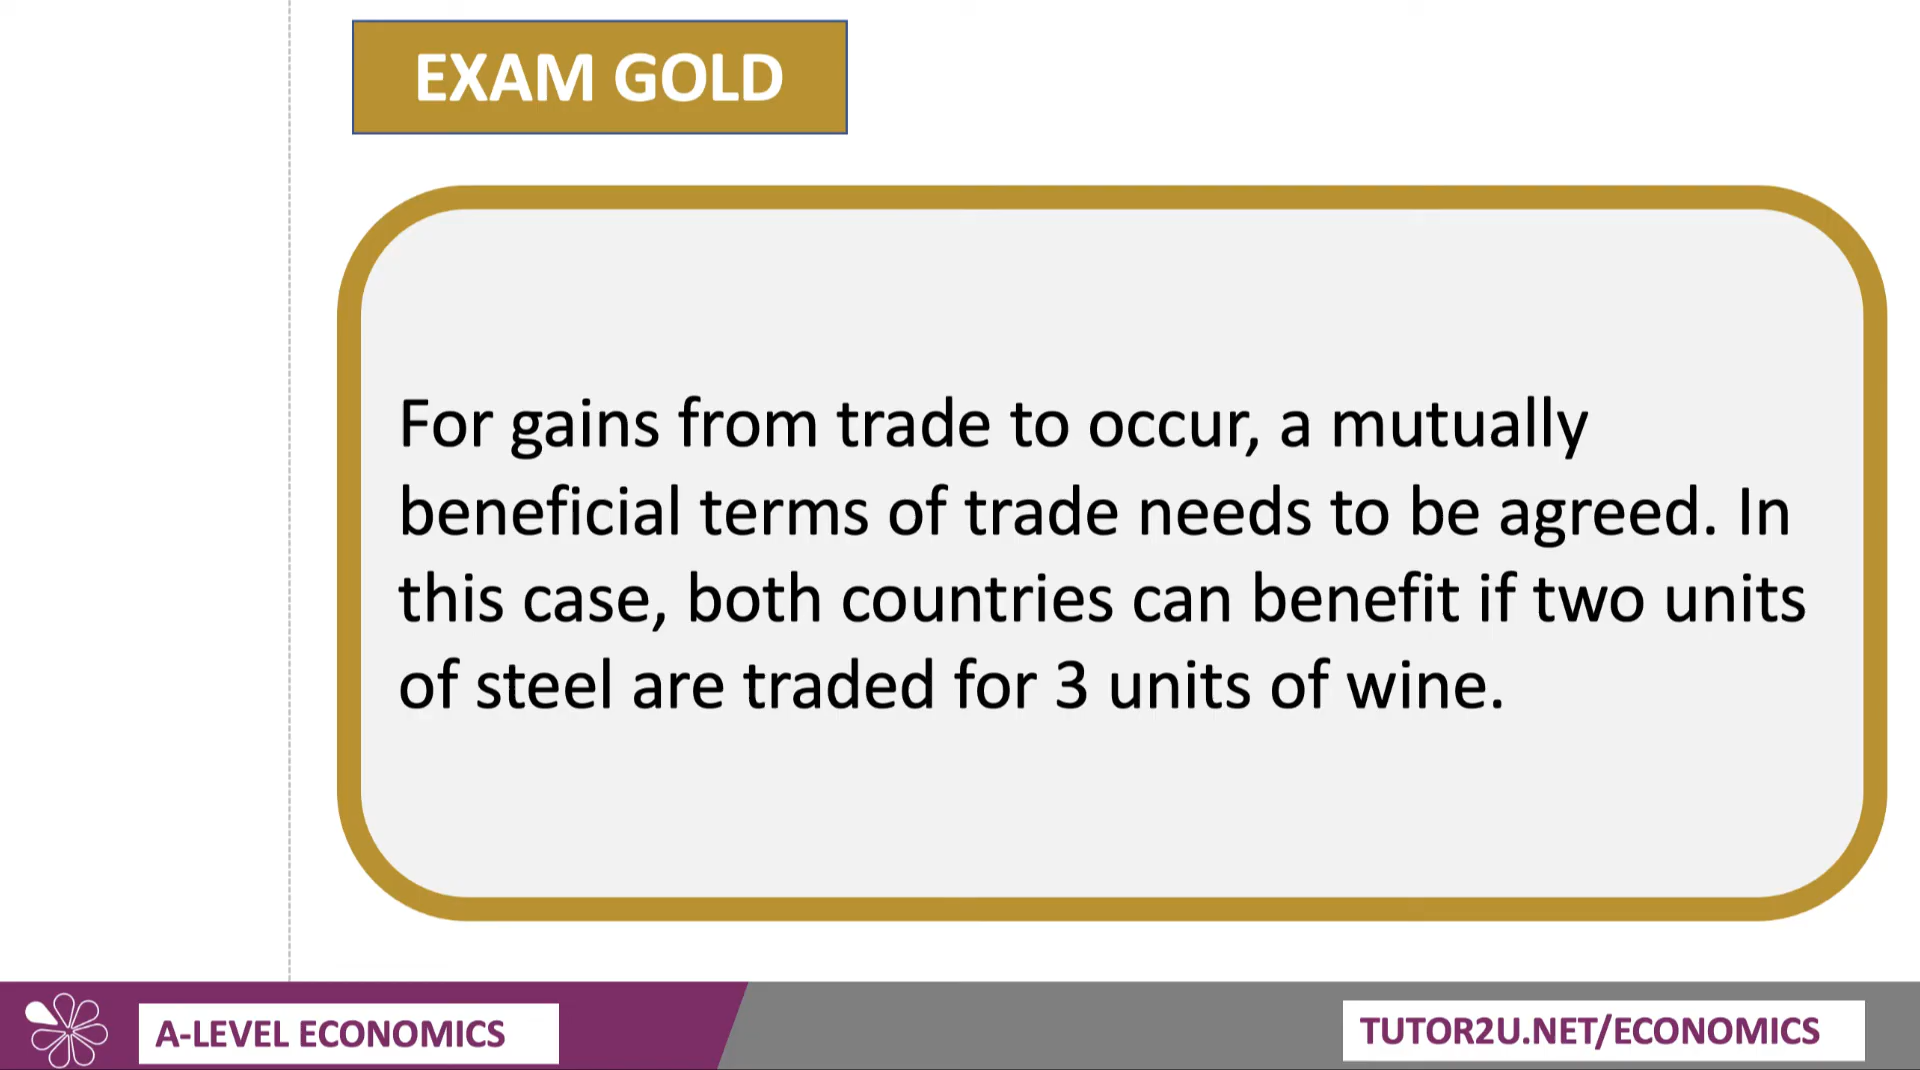 EXAM GOLD
For gains from trade to occur, a mutually
beneficial terms of trade needs to be agreed. In
this case, both countries can benefit if two units
of steel are traded for 3 units of wine.
A-LEVEL ECONOMICS
TUTOR2U.NET/ECONOMICS